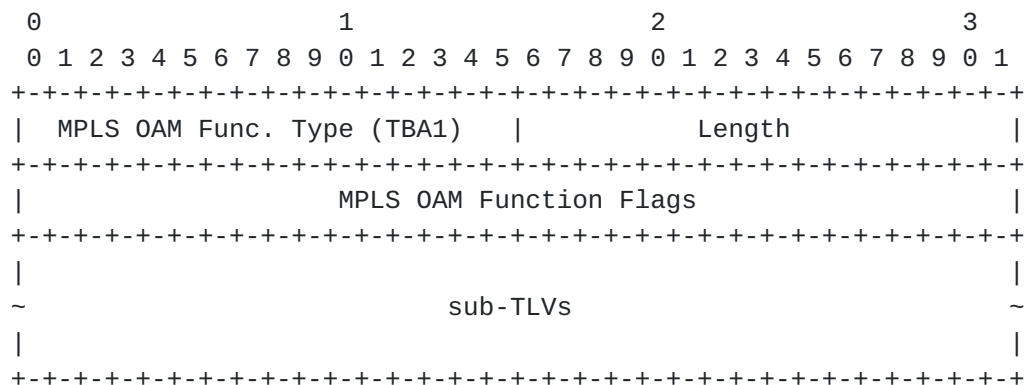 0                   1                   2                   3
 0 1 2 3 4 5 6 7 8 9 0 1 2 3 4 5 6 7 8 9 0 1 2 3 4 5 6 7 8 9 0 1
+-+-+-+-+-+-+-+-+-+-+-+-+-+-+-+-+-+-+-+-+-+-+-+-+-+-+-+-+-+-+-+-+
|  MPLS OAM Func. Type (TBA1)   |           Length              |
+-+-+-+-+-+-+-+-+-+-+-+-+-+-+-+-+-+-+-+-+-+-+-+-+-+-+-+-+-+-+-+-+
|                    MPLS OAM Function Flags                    |
+-+-+-+-+-+-+-+-+-+-+-+-+-+-+-+-+-+-+-+-+-+-+-+-+-+-+-+-+-+-+-+-+
|                                                               |
~                           sub-TLVs                            ~
|                                                               |
+-+-+-+-+-+-+-+-+-+-+-+-+-+-+-+-+-+-+-+-+-+-+-+-+-+-+-+-+-+-+-+-+